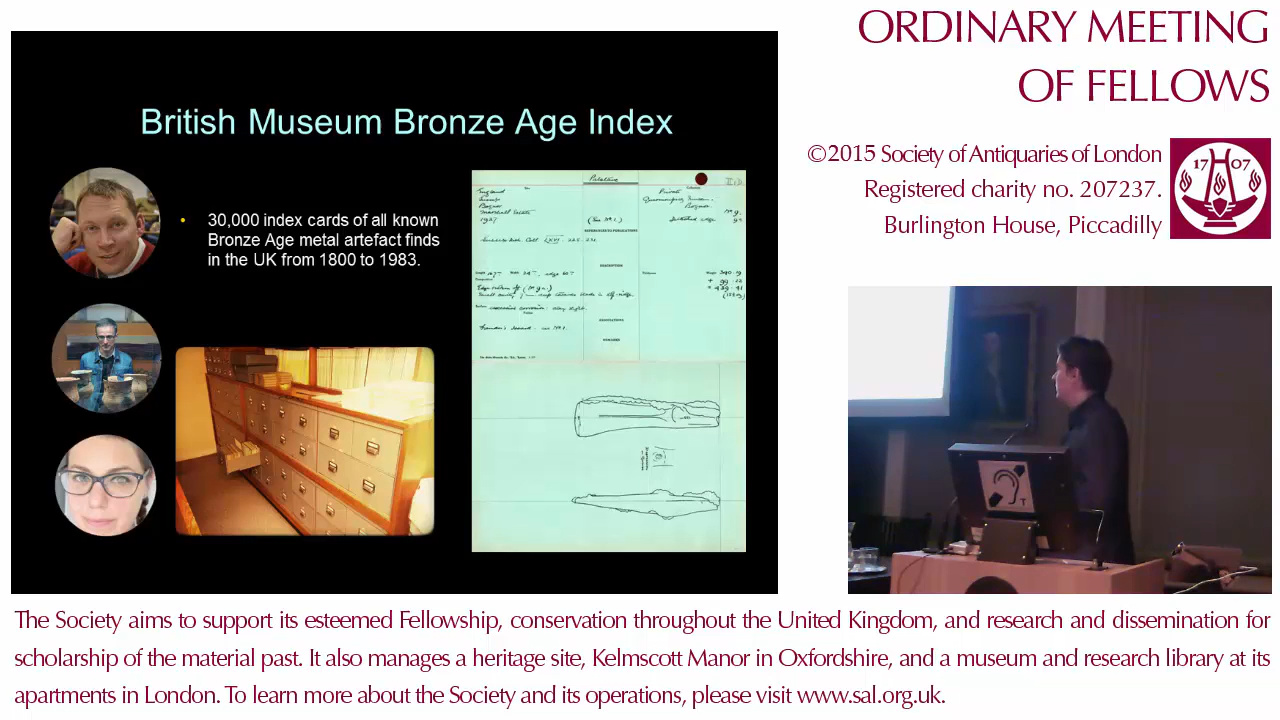 ORDINARY MEETING
OF FELLOWS
British Museum Bronze Age Index
©2015 Society of Antiquaries of London
Registered charity no. 207237.
Burlington House, Piccadilly
17 07
• 30,000 index cards of all known
Bronze Age metal artefact finds
in the UK from 1800 to 1983.
Palstave
England
Private
T
The Society aims to support its esteemed Fellowship, conservation throughout the United Kingdom, and research and dissemination for
scholarship of the material past. It also manages a heritage site, Kelmscott Manor in Oxfordshire, and a museum and research library at its
apartments in London. To learn more about the Society and its operations, please visit www.sal.org.uk.